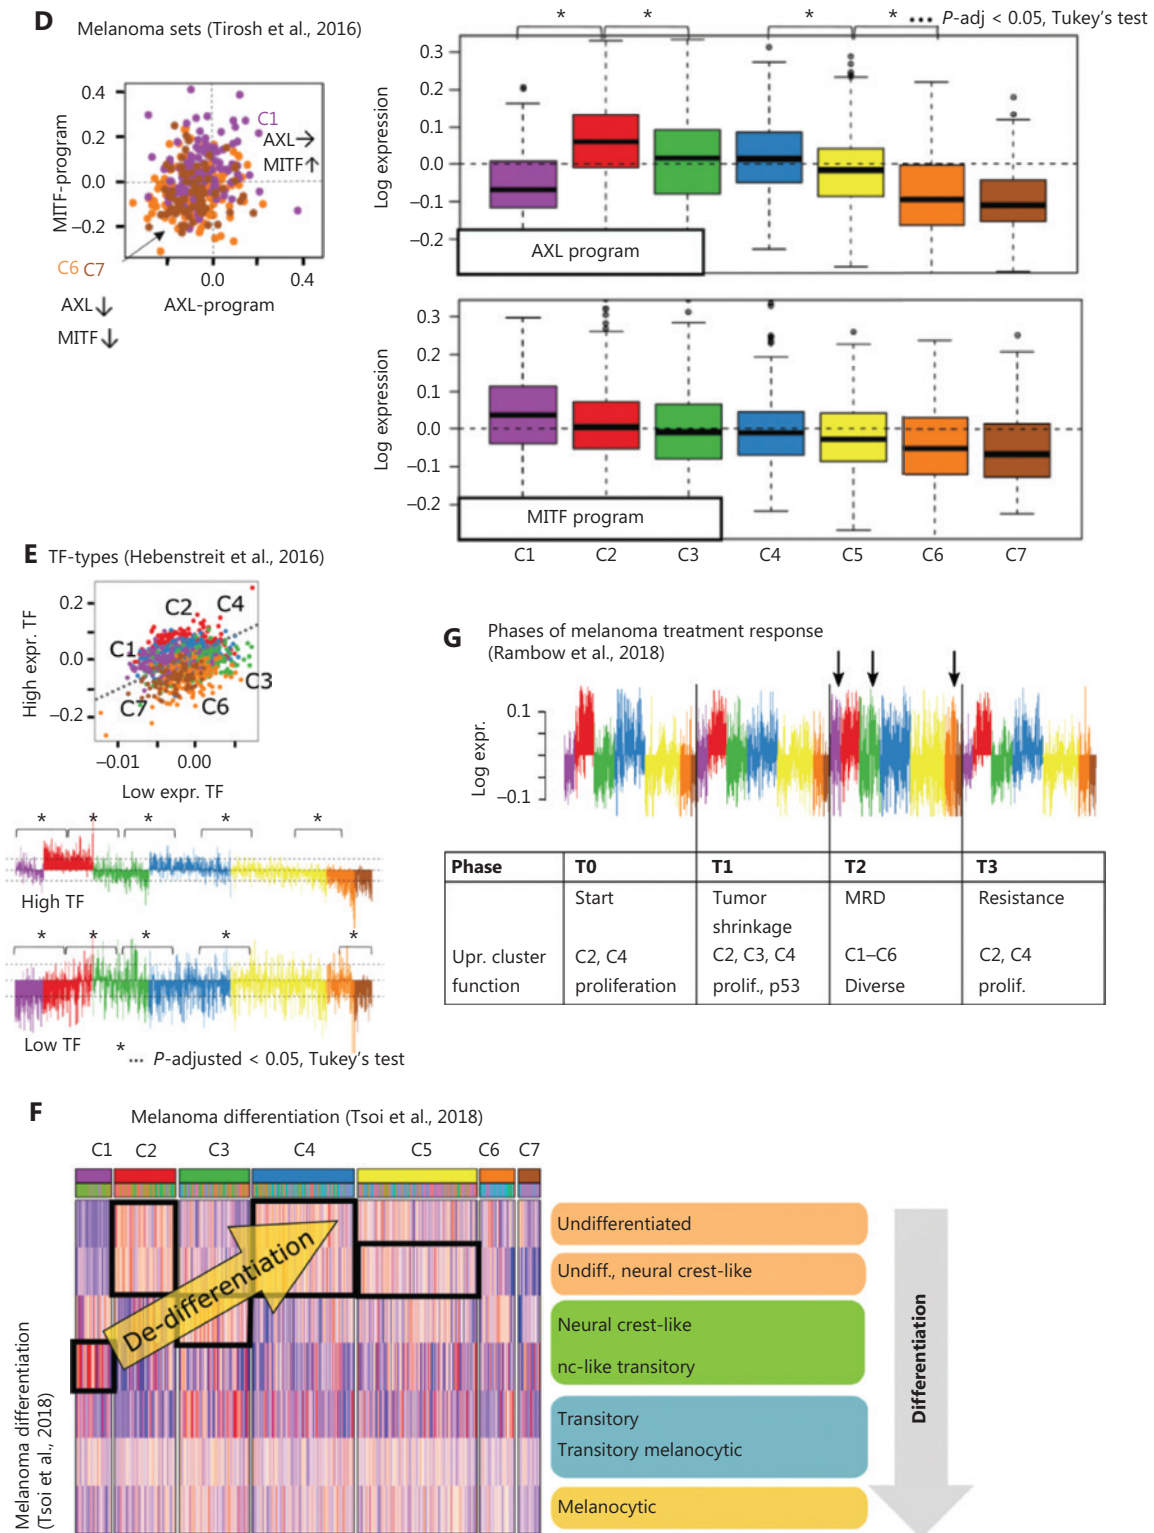 D Melanoma sets (Tirosh et al., 2016)
MITF-program
0.4
0.2
0.0
−0.2
C1
AXL→
MITF↑
C6 C7
AXL↓
MITF↓
0.0 0.4
AXL-program
* * * * ••• P-adj < 0.05, Tukey's test
Log expression
0.3
0.2
0.1
0.0
−0.1
−0.2
AXL program
Log expression
0.3
0.2
0.1
0.0
−0.1
−0.2
MITF program
C1 C2 C3 C4 C5 C6 C7
E TF-types (Hebenstreit et al., 2016)
High expr. TF
0.2
0.0
−0.2
C2 C4
C1
C3
C7 C6
−0.01 0.00
Low expr. TF
* * * * *
High TF
* * * * *
Low TF
* ••• P-adjusted < 0.05, Tukey's test
G Phases of melanoma treatment response
(Rambow et al., 2018)
Log expr.
0.1
−0.1
Phase T0 T1 T2 T3
Start Tumor MRD Resistance
shrinkage
Upr. cluster C2, C4 C2, C3, C4 C1–C6 C2, C4
function proliferation prolif., p53 Diverse prolif.
F Melanoma differentiation (Tsoi et al., 2018)
C1 C2 C3 C4 C5 C6 C7
De-differentiation
Melanoma differentiation
(Tsoi et al., 2018)
Undifferentiated
Undiff., neural crest-like
Neural crest-like
nc-like transitory
Transitory
Transitory melanocytic
Melanocytic
Differentiation